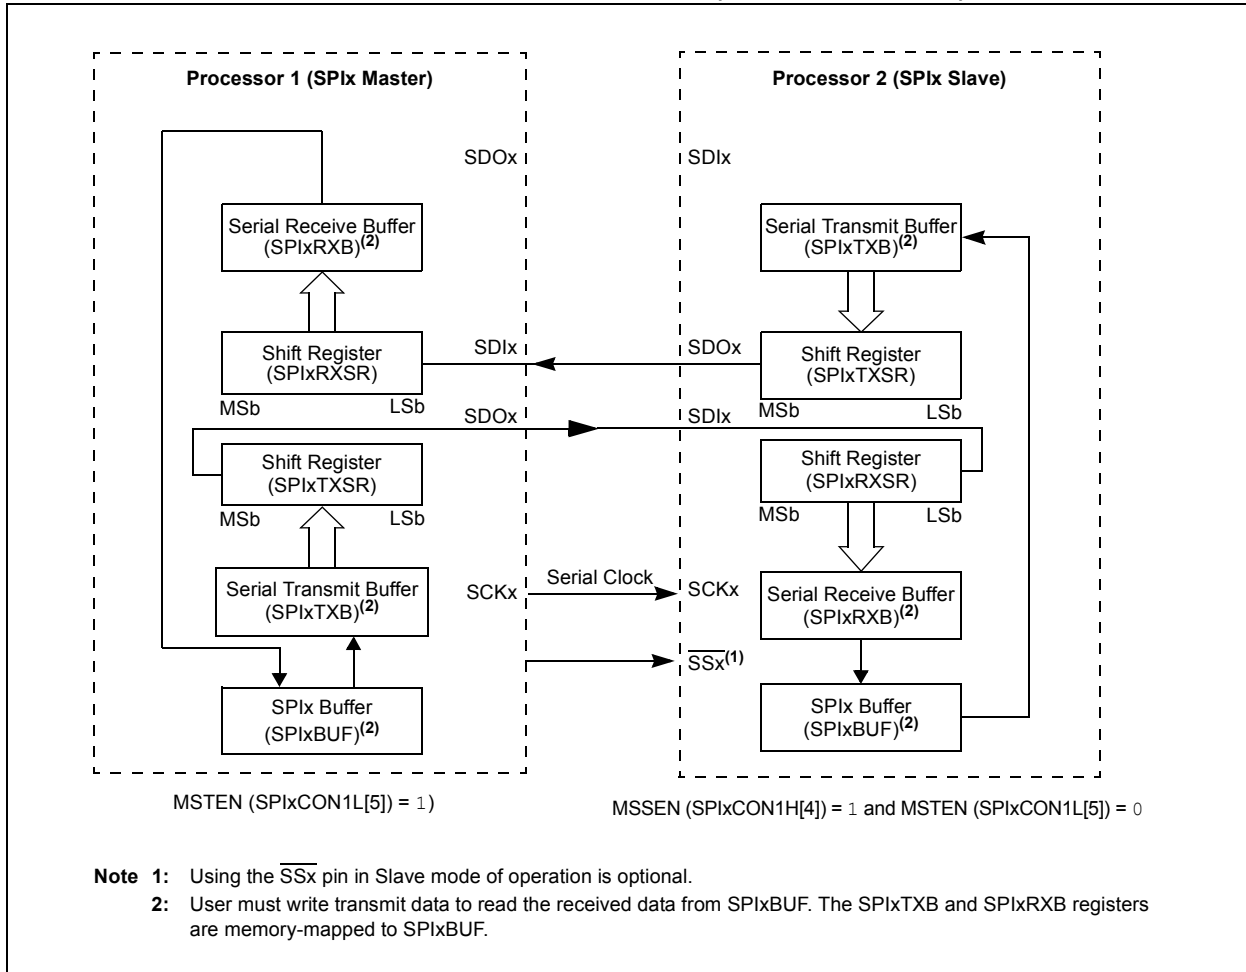 Processor 1 (SPIx Master)
SDOx
Serial Receive Buffer
(SPIxRXB)(2)
Shift Register
(SPIxRXSR)
SDIx
MSb
LSb
SDOx
Shift Register
(SPIxTXSR)
MSb
LSb
Serial Transmit Buffer
(SPIxTXB)(2)
SCKx
Serial Clock
SPIx Buffer
(SPIxBUF)(2)
MSTEN (SPIxCON1L[5]) = 1)
Processor 2 (SPIx Slave)
SDIx
Serial Transmit Buffer
(SPIxTXB)(2)
SDOx
Shift Register
(SPIxTXSR)
MSb
LSb
SDIx
Shift Register
(SPIxRXSR)
MSb
LSb
SCKx
Serial Receive Buffer
(SPIxRXB)(2)
SSx(1)
SPIx Buffer
(SPIxBUF)(2)
MSSEN (SPIxCON1H[4]) = 1 and MSTEN (SPIxCON1L[5]) = 0
Note 1: Using the SSx pin in Slave mode of operation is optional.
2: User must write transmit data to read the received data from SPIxBUF. The SPIxTXB and SPIxRXB registers
are memory-mapped to SPIxBUF.